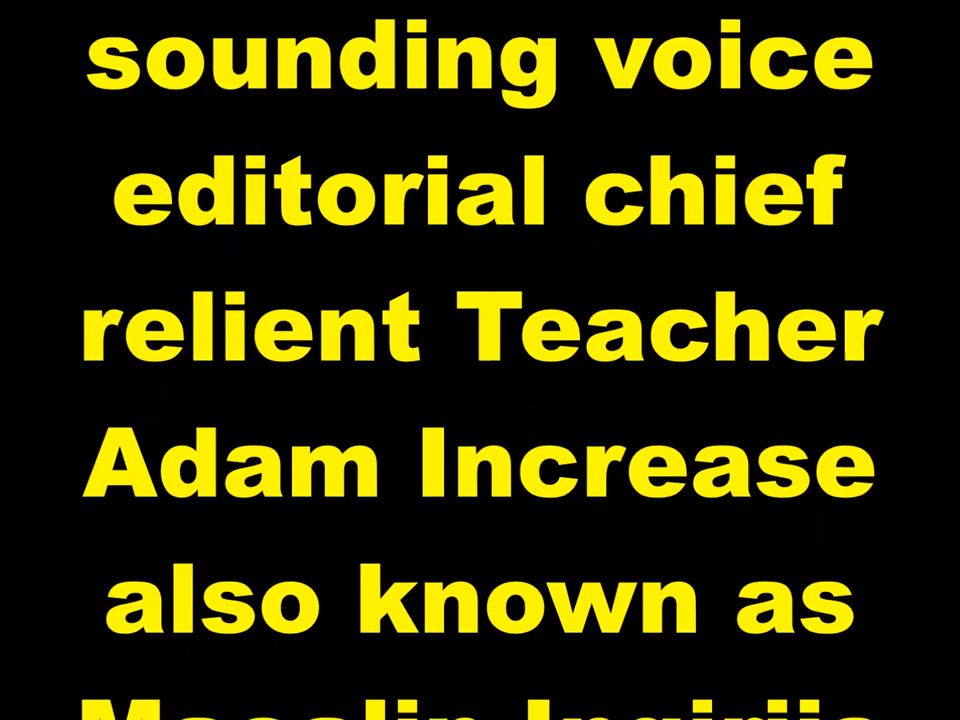 sounding voice
editorial chief
relient Teacher
Adam Increase
also known as